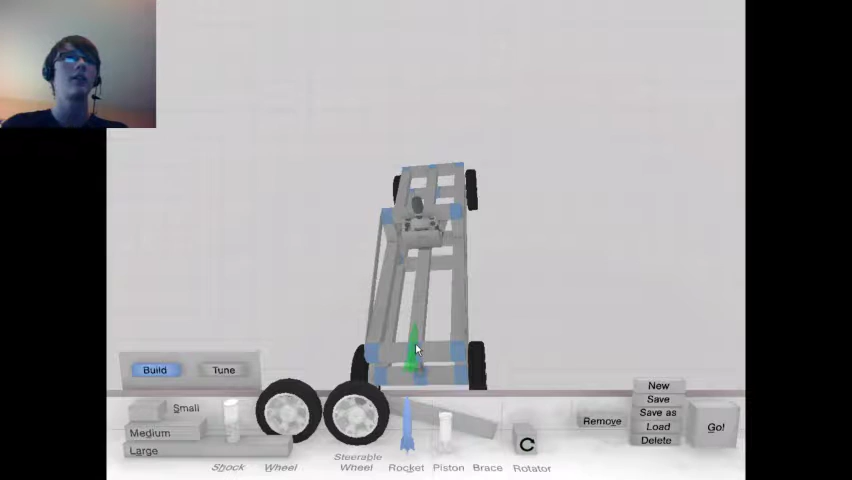 Build
Tune
Small
Medium
Large
Shock
Wheel
Steerable
Wheel
Rocket
Piston
Brace
Rotator
Remove
New
Save
Save as
Load
Delete
Go!